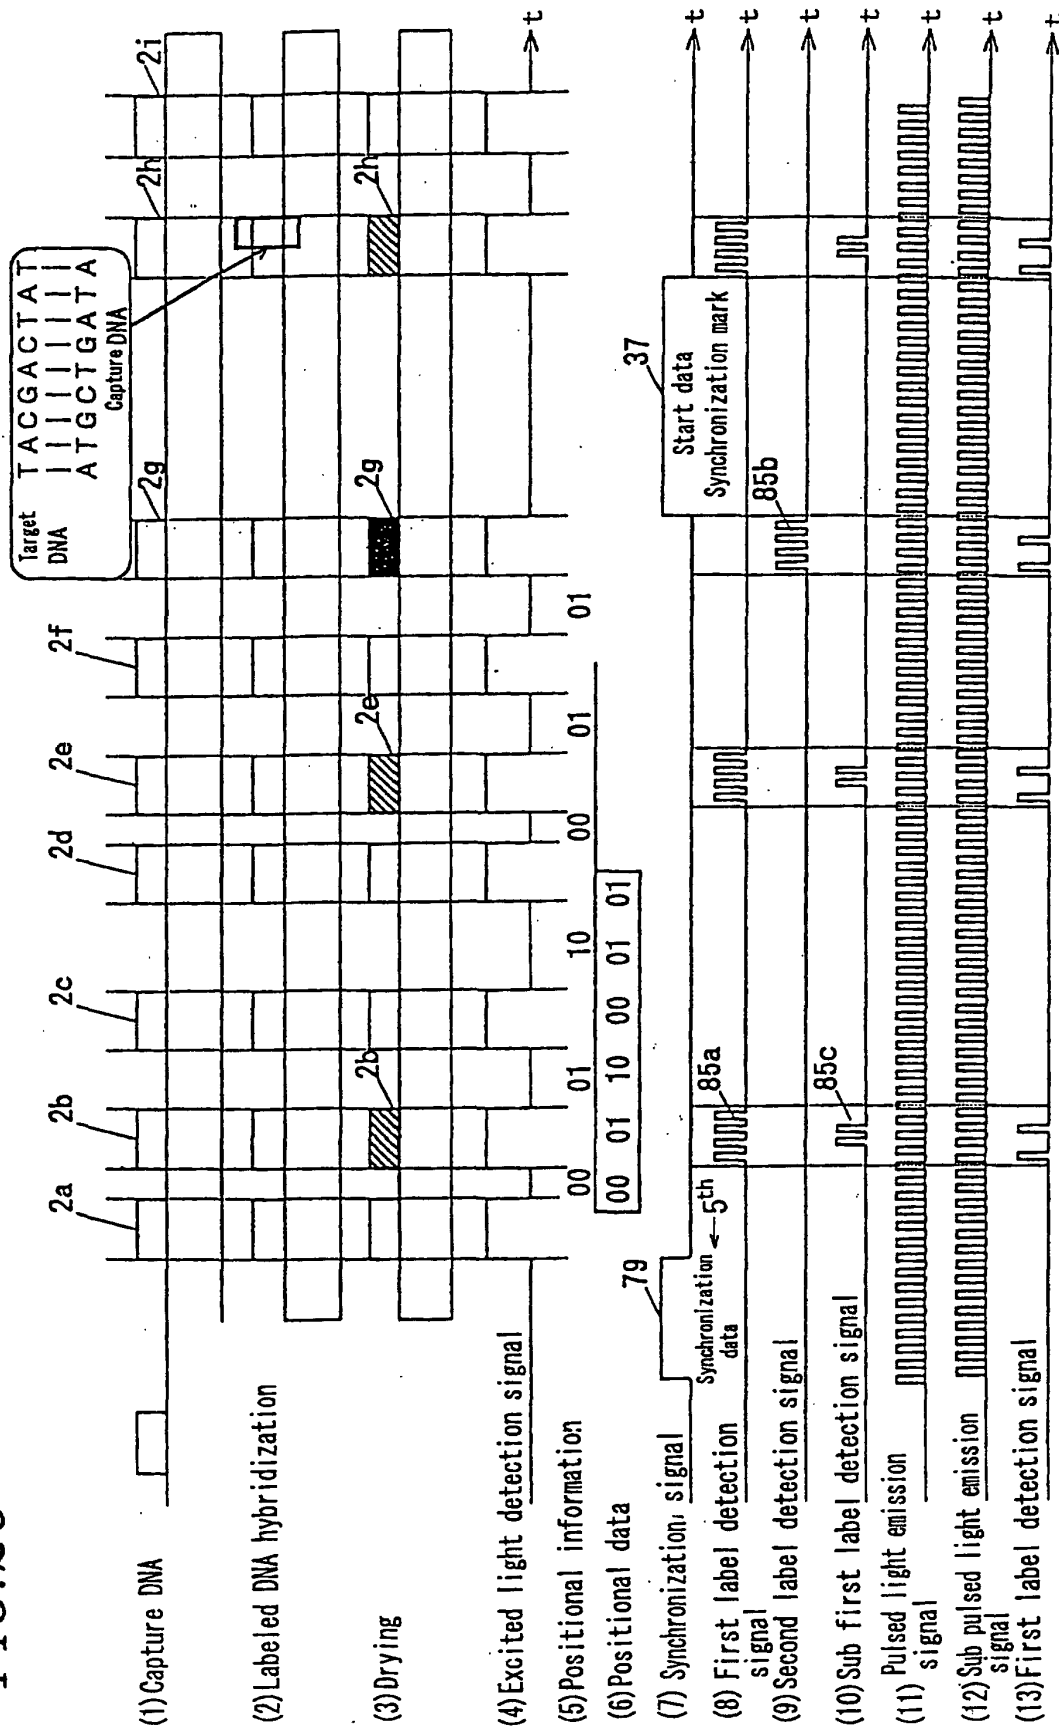 2a
2b
2c
2d
2e
2f
2g
2h
2i
Target DNA
TACGACTAT
ATGCTGATA
Capture DNA
(1) Capture DNA
(2) Labeled DNA hybridization
(3) Drying
2b
2e
2g
2h
(4) Excited light detection signal
t
(5) Positional information
00
01
10
00
01
01
(6) Positional data
00 01 10 00 01 01
(7) Synchronization signal
79
Synchronization data
5th
37
Start data
Synchronization mark
t
(8) First label detection signal
85a
t
(9) Second label detection signal
85b
t
(10) Sub first label detection signal
85c
t
(11) Pulsed light emission signal
t
(12) Sub pulsed light emission signal
t
(13) First label detection signal
t